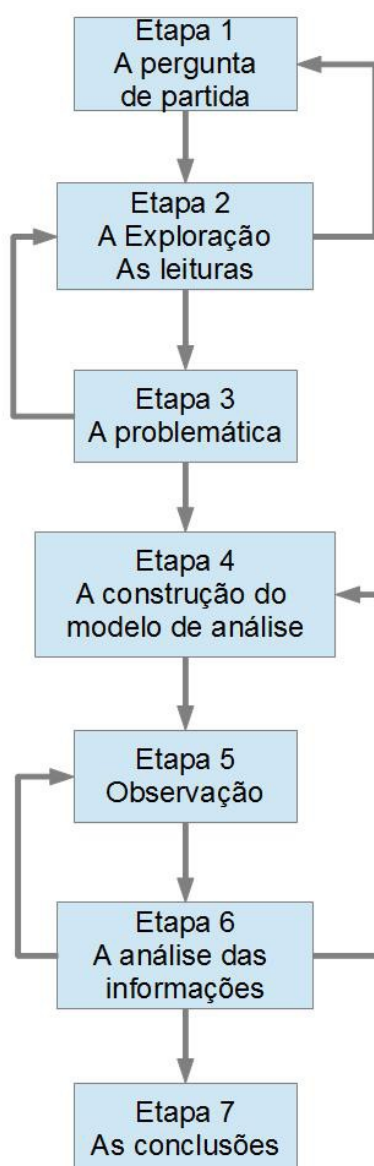 Etapa 1
A pergunta
de partida
Etapa 2
A Exploração
As leituras
Etapa 3
A problemática
Etapa 4
A construção do
modelo de análise
Etapa 5
Observação
Etapa 6
A análise das
informações
Etapa 7
As conclusões